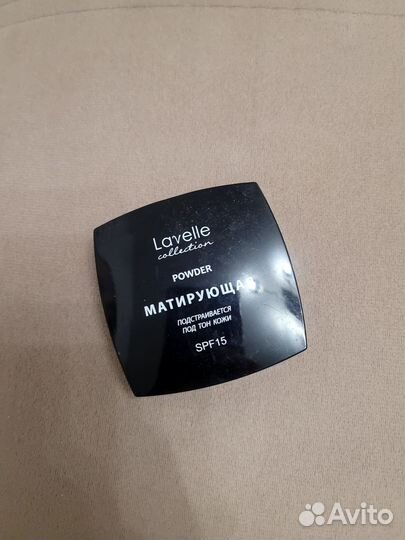 Lavelle
collection
POWDER
МАТИРУЮЩАЯ
ПОДСТРАИВАЕТСЯ
ПОД ТОН КОЖИ
SPF15
Avito